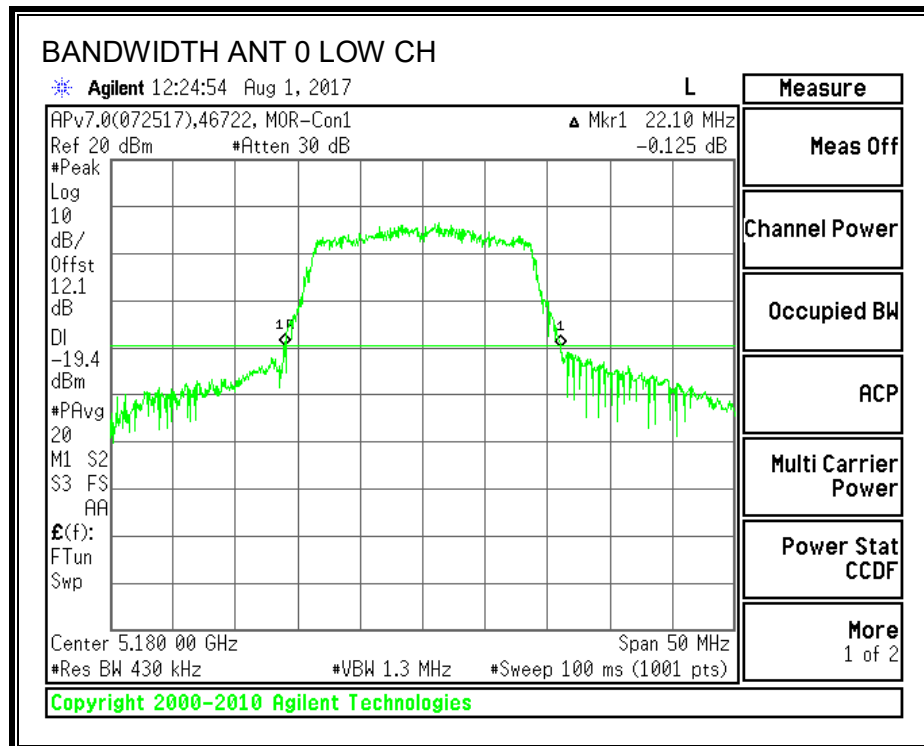 BANDWIDTH ANT 0 LOW CH
Agilent 12:24:54 Aug 1, 2017 L
APv7.0(072517),46722, MOR-Con1 Δ Mkr1 22.10 MHz
Ref 20 dBm #Atten 30 dB -0.125 dB
#Peak
Log
10
dB/
Offst
12.1
dB
DI
-19.4
dBm
#PAvg
20
M1 S2
S3 FS
AA
£(f):
FTun
Swp
1R
1
Center 5.180 00 GHz Span 50 MHz
#Res BW 430 kHz #VBW 1.3 MHz #Sweep 100 ms (1001 pts)
Copyright 2000-2010 Agilent Technologies
Measure
Meas Off
Channel Power
Occupied BW
ACP
Multi Carrier
Power
Power Stat
CCDF
More
1 of 2